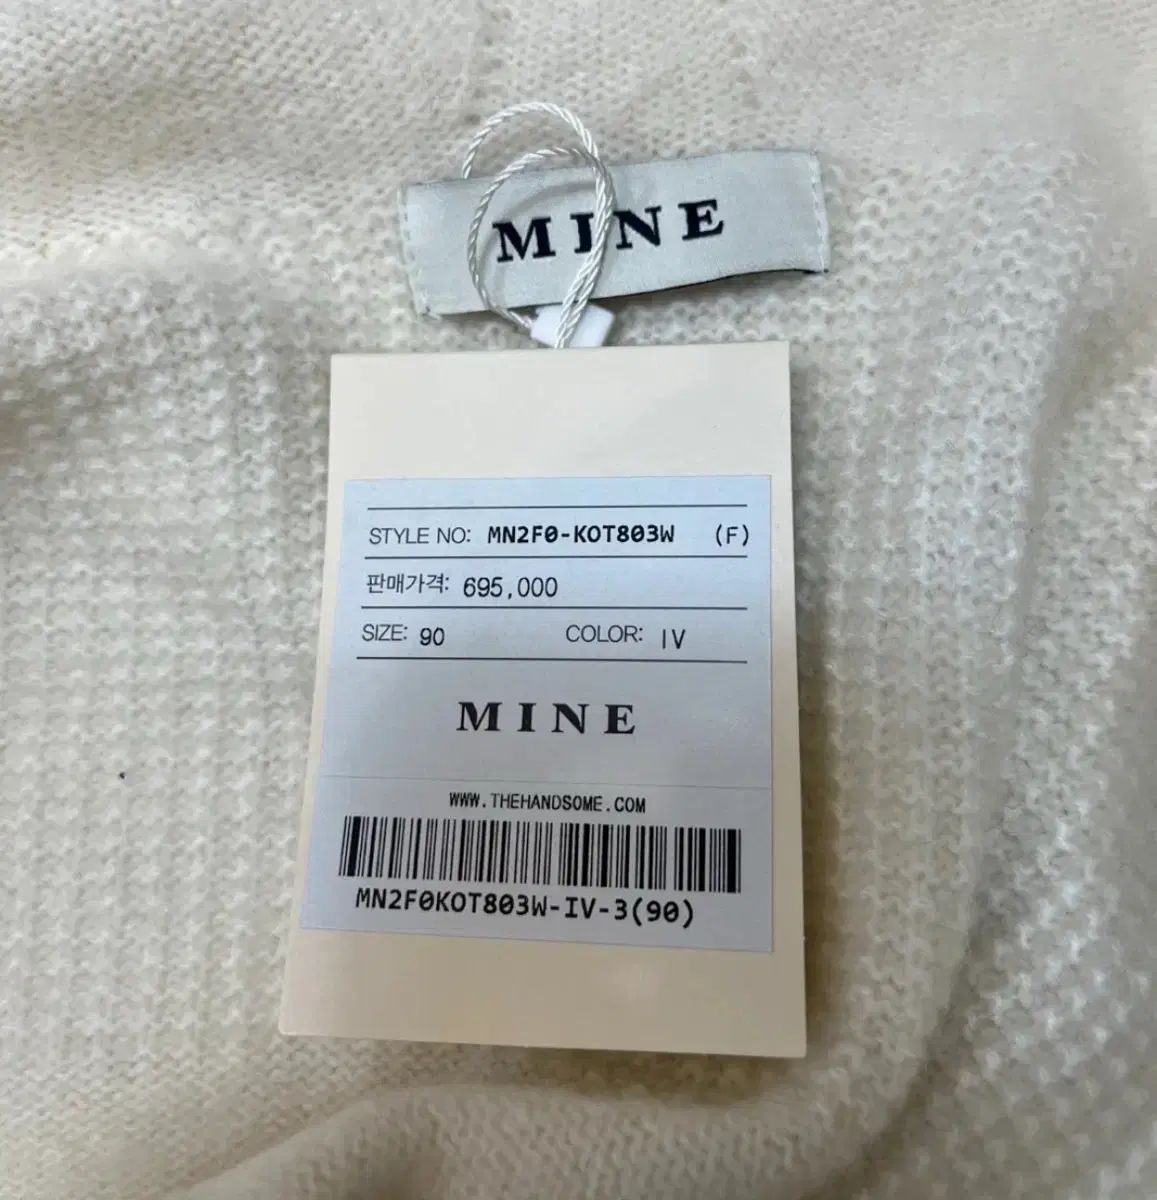 MINE
STYLE NO: MN2F0-KOT803W (F)
판매가격: 695,000
SIZE: 90 COLOR: IV
MINE
WWW.THEHANDSOME.COM
MN2F0KOT803W-IV-3(90)